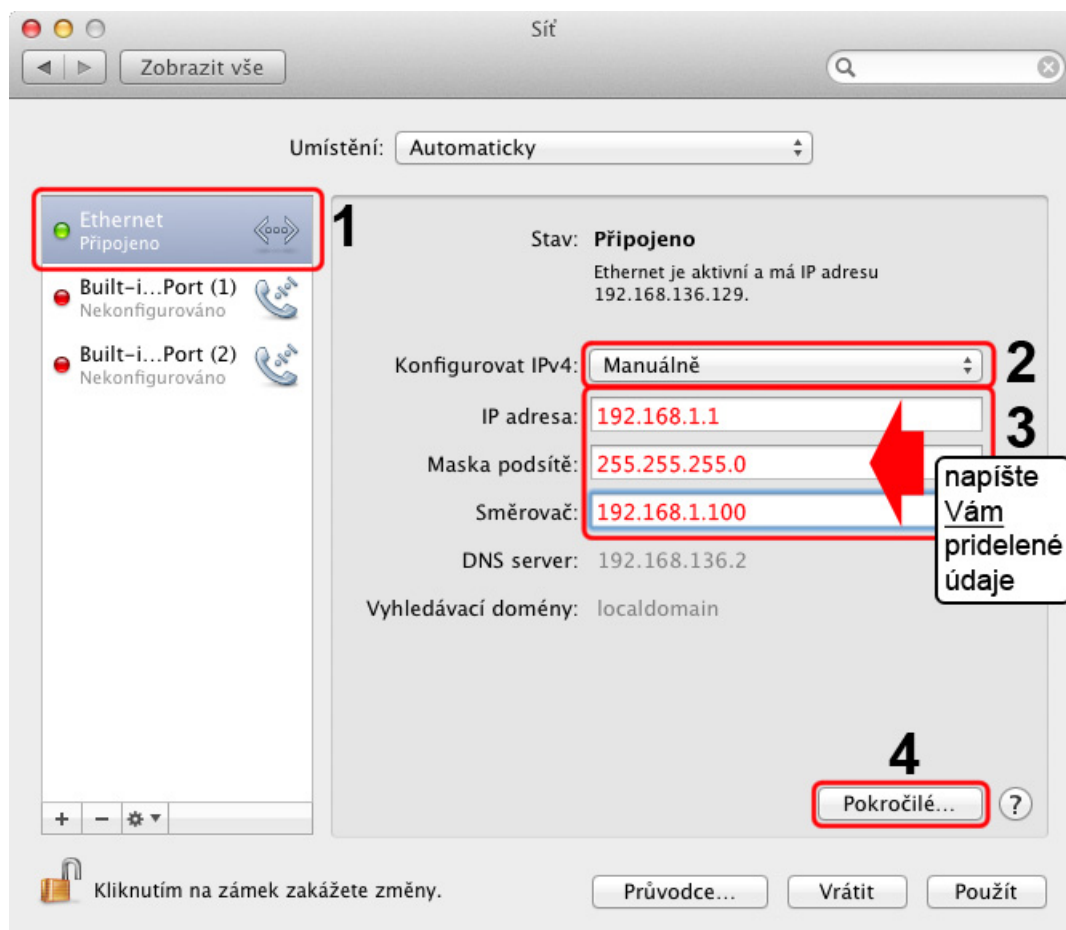 Síť
Zobrazit vše
Umístění: Automaticky
Ethernet
Připojeno
1
Built-i...Port (1)
Nekonfigurováno
Built-i...Port (2)
Nekonfigurováno
Stav: Připojeno
Ethernet je aktivní a má IP adresu
192.168.136.129.
Konfigurovat IPv4: Manuálně
2
IP adresa: 192.168.1.1
3
Maska podsítě: 255.255.255.0
Směrovač: 192.168.1.100
napíšte
Vám
pridelené
údaje
DNS server: 192.168.136.2
Vyhledávací domény: localdomain
4
Pokročilé... ?
+ −
Kliknutím na zámek zakážete změny.
Průvodce... Vrátit Použít